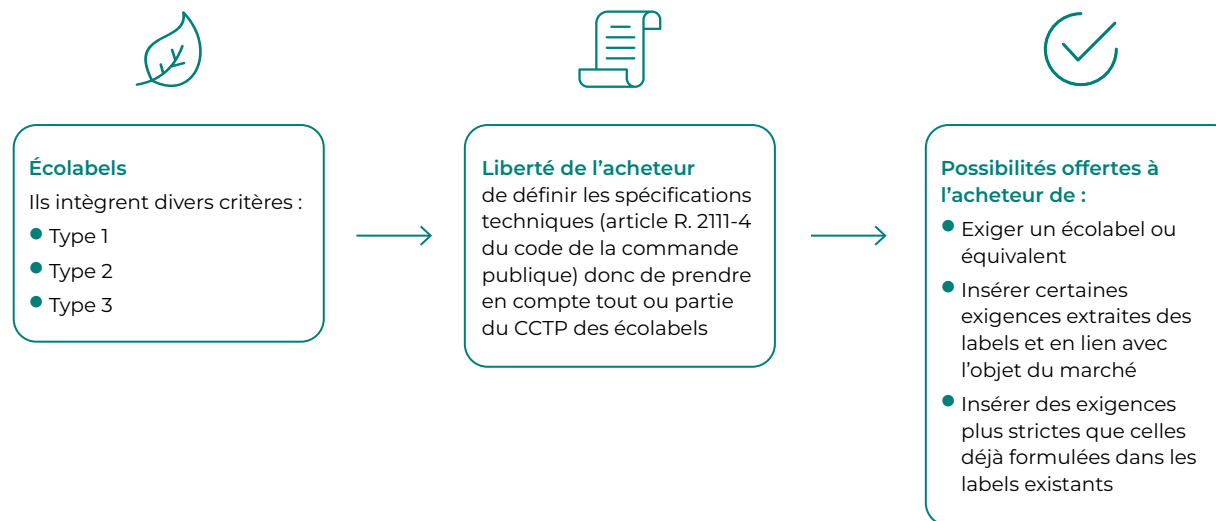 Écolabels
Ils intègrent divers critères :
Type 1
Type 2
Type 3
Liberté de l’acheteur
de définir les spécifications
techniques (article R. 2111-4
du code de la commande
publique) donc de prendre
en compte tout ou partie
du CCTP des écolabels
Possibilités offertes à
l’acheteur de :
Exiger un écolabel ou
équivalent
Insérer certaines
exigences extraites des
labels et en lien avec
l’objet du marché
Insérer des exigences
plus strictes que celles
déjà formulées dans les
labels existants